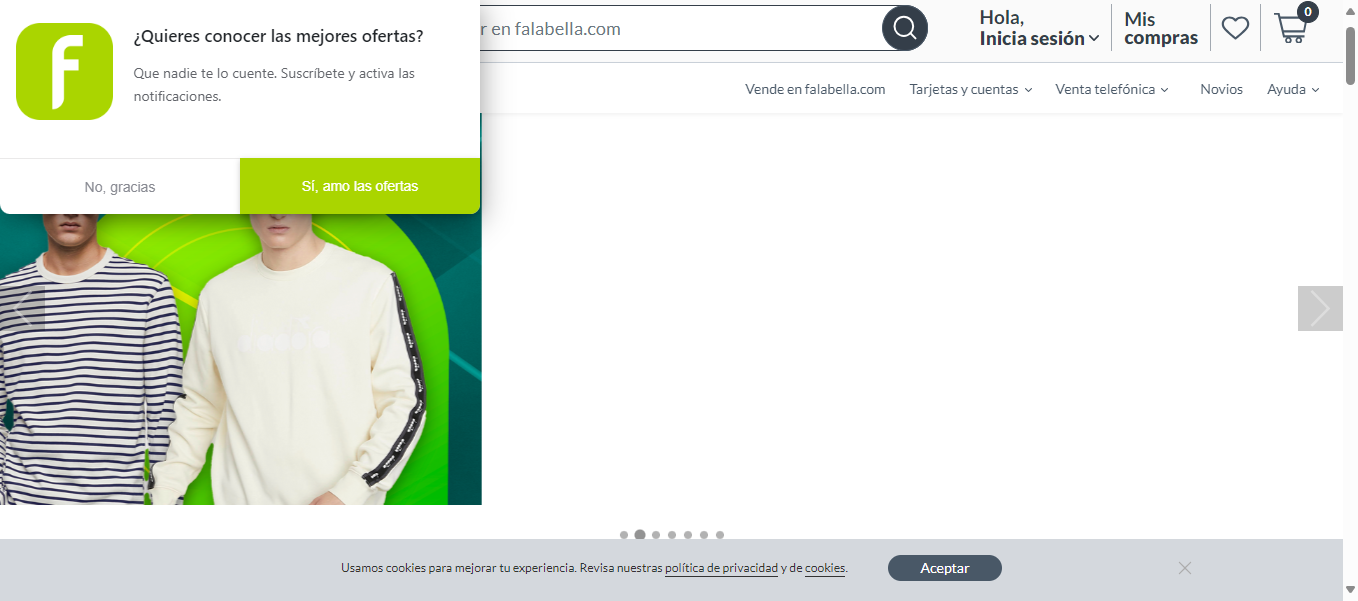 ¿Quieres conocer las mejores ofertas?
Que nadie te lo cuente. Suscríbete y activa las
notificaciones.
No, gracias
Sí, amo las ofertas
r en falabella.com
Hola,
Inicia sesión
Mis
compras
0
Vende en falabella.com
Tarjetas y cuentas
Venta telefónica
Novios
Ayuda
Usamos cookies para mejorar tu experiencia. Revisa nuestras política de privacidad y de cookies.
Aceptar